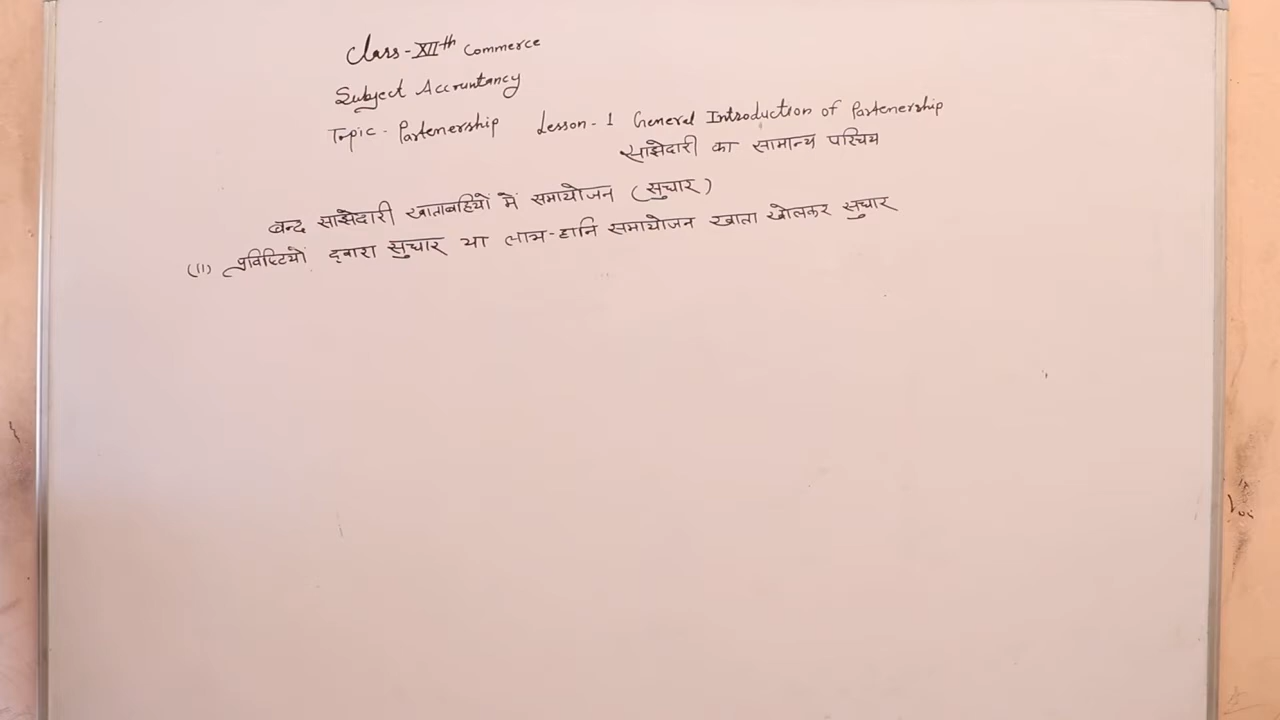 Class-XIIth Commerce
Subject Accountancy
Topic- Partenership Lesson-1 General Introduction of Partenership
साझेदारी का सामान्य परिचय
बन्द साझेदारी खाताबहियों में समायोजन (सुधार)
(II) प्रविष्टियों द्वारा सुधार या लाभ-हानि समायोजन खाता खोलकर सुधार